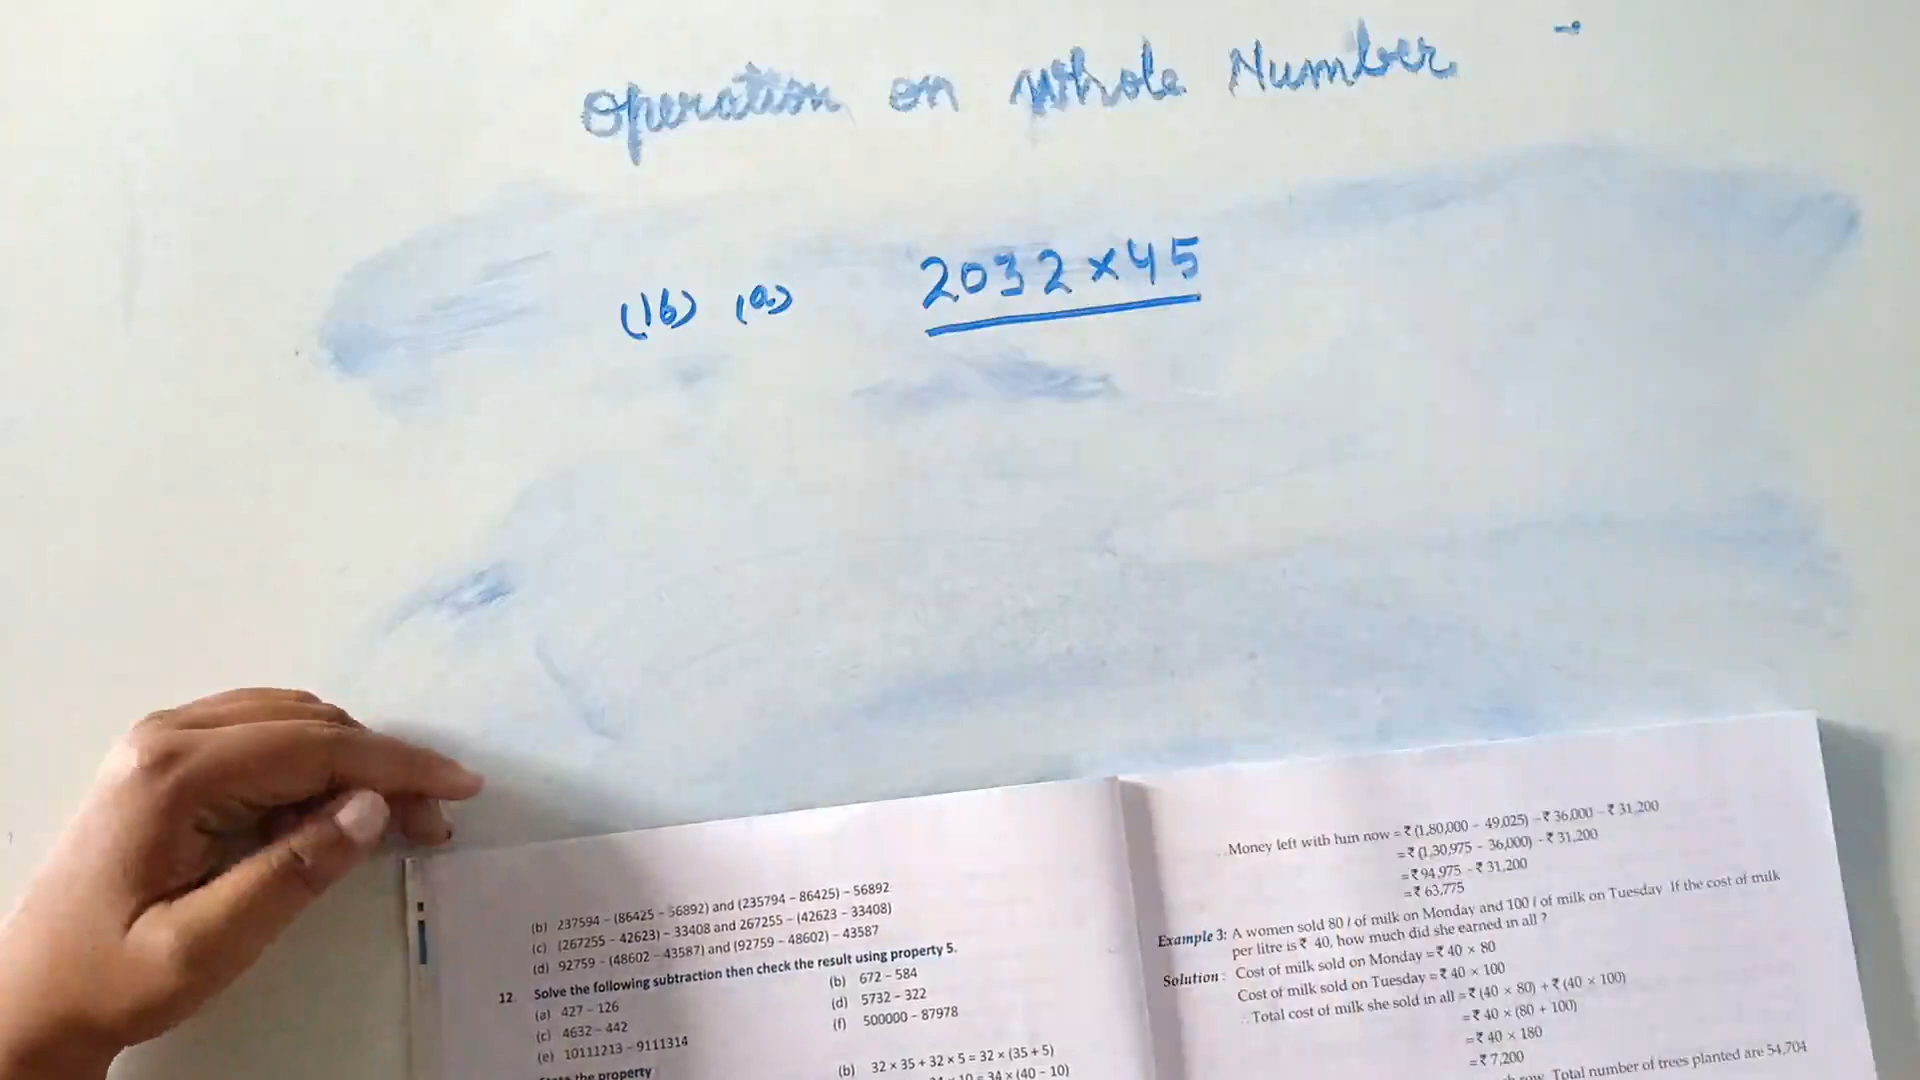 Operation on Whole Number
(16) (a) 2032×45
(b) 237594 – (86425 – 56892) and (235794 – 86425) – 56892
(c) (267255 – 42623) – 33408 and 267255 – (42623 – 33408)
(d) 92759 – (48602 – 43587) and (92759 – 48602) – 43587
12. Solve the following subtraction then check the result using property 5.
(a) 427 – 126 (b) 672 – 584
(c) 4632 – 442 (d) 5732 – 322
(e) 10111213 – 9111314 (f) 500000 – 87978
the property
(b) 32 × 35 + 32 × 5 = 32 × (35 + 5)
10 = 34 × (40 – 10)
∴ Money left with him now = ₹ (1,80,000 – 49,025) – ₹ 36,000 – ₹ 31,200
= ₹ (1,30,975 – 36,000) – ₹ 31,200
= ₹ 94,975 – ₹ 31,200
= ₹ 63,775
Example 3: A women sold 80 l of milk on Monday and 100 l of milk on Tuesday If the cost of milk
per litre is ₹ 40, how much did she earned in all ?
Solution : Cost of milk sold on Monday = ₹ 40 × 80
Cost of milk sold on Tuesday = ₹ 40 × 100
∴ Total cost of milk she sold in all = ₹ (40 × 80) + ₹ (40 × 100)
= ₹ 40 × (80 + 100)
= ₹ 40 × 180
= ₹ 7,200
row. Total number of trees planted are 54,704